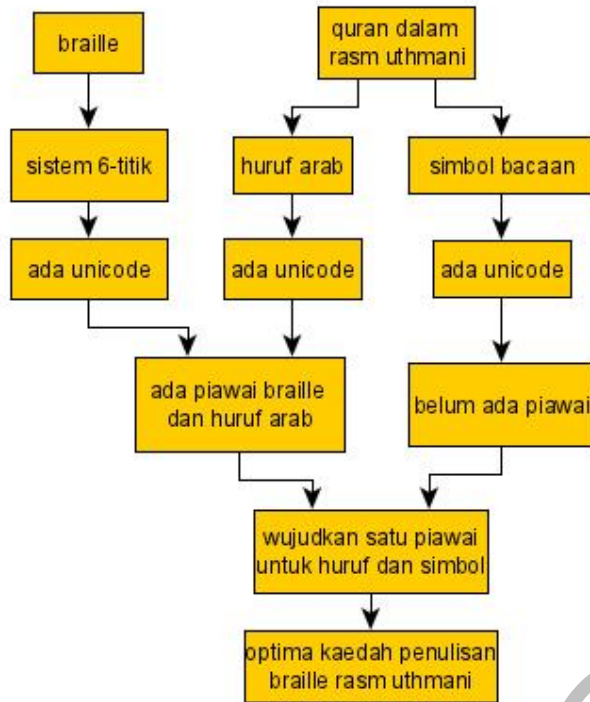 braille
quran dalam
rasm uthmani
sistem 6-titik
huruf arab
simbol bacaan
ada unicode
ada unicode
ada unicode
ada piawai braille
dan huruf arab
belum ada piawai
wujudkan satu piawai
untuk huruf dan simbol
optima kaedah penulisan
braille rasm uthmani